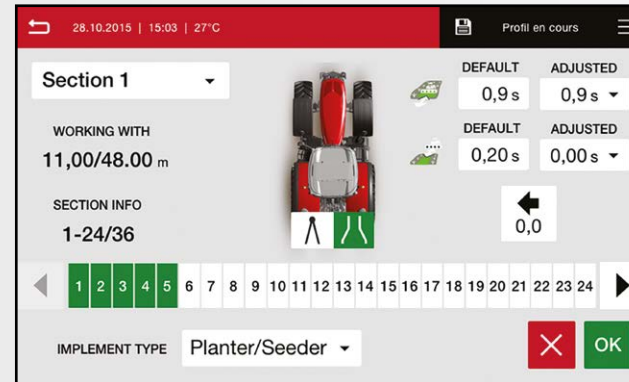 28.10.2015 | 15:03 | 27°C
Profil en cours
Section 1
DEFAULT ADJUSTED
0,9 s 0,9 s
WORKING WITH
11,00/48.00 m
DEFAULT ADJUSTED
0,20 s 0,00 s
SECTION INFO
1-24/36
0,0
1 2 3 4 5 6 7 8 9 10 11 12 13 14 15 16 17 18 19 20 21 22 23 24
IMPLEMENT TYPE Planter/Seeder
OK